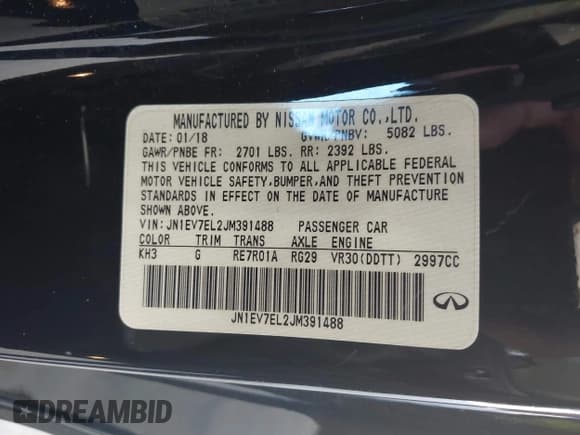 MANUFACTURED BY NISSAN MOTOR CO.,LTD.
DATE: 01/18 GVWR/PNBV: 5082 LBS.
GAWR/PNBE FR: 2701 LBS. RR: 2392 LBS.
THIS VEHICLE CONFORMS TO ALL APPLICABLE FEDERAL
MOTOR VEHICLE SAFETY,BUMPER,AND THEFT PREVENTION
STANDARDS IN EFFECT ON THE DATE OF MANUFACTURE
SHOWN ABOVE.
VIN:JN1EV7EL2JM391488 PASSENGER CAR
COLOR TRIM TRANS AXLE ENGINE
KH3 G RE7R01A RG29 VR30(DDTT) 2997CC
JN1EV7EL2JM391488
DREAMBID